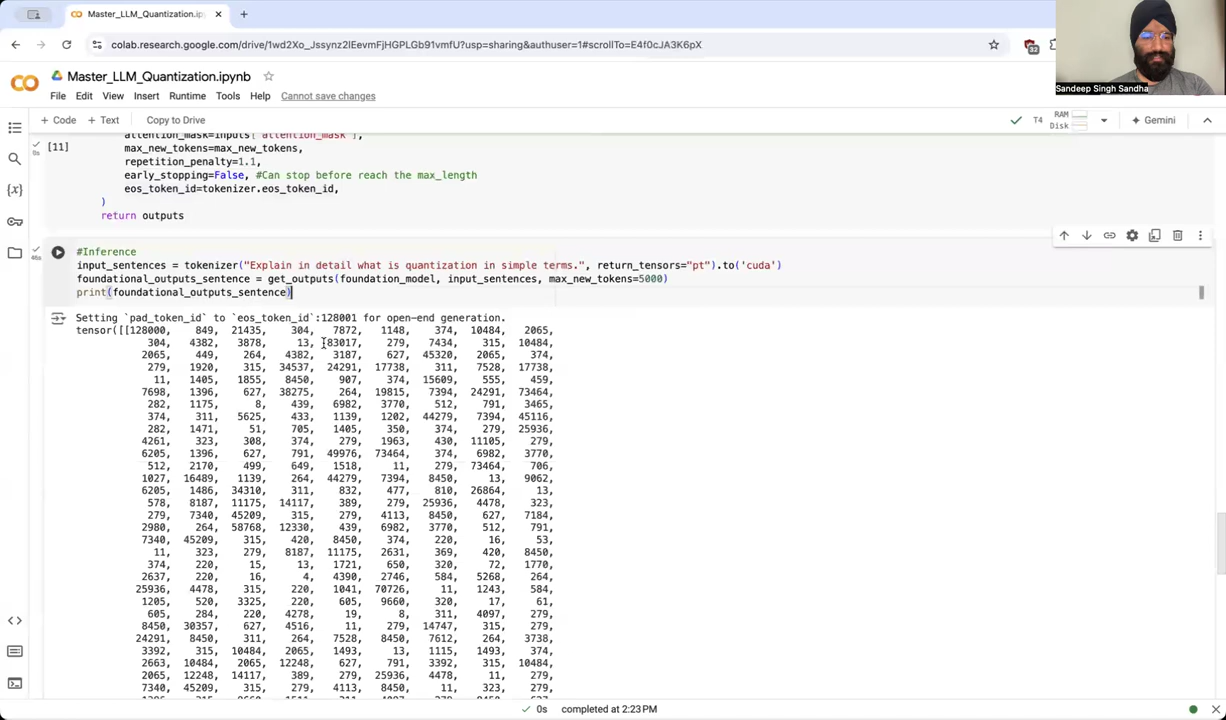 Master_LLM_Quantization.ipynb
colab.research.google.com/drive/1wd2Xo_Jssynz2IEevmFjHGPLGb91vmfU?usp=sharing&authuser=1#scrollTo=E4f0cJA3K6pX
32
Sandeep Singh Sandha
Master_LLM_Quantization.ipynb
File Edit View Insert Runtime Tools Help Cannot save changes
+ Code + Text Copy to Drive
T4 RAM Disk Gemini
attention_mask=inputs["attention_mask"],
[11] max_new_tokens=max_new_tokens,
0s repetition_penalty=1.1,
early_stopping=False, #Can stop before reach the max_length
eos_token_id=tokenizer.eos_token_id,
)
return outputs
#Inference
46s input_sentences = tokenizer("Explain in detail what is quantization in simple terms.", return_tensors="pt").to('cuda')
foundational_outputs_sentence = get_outputs(foundation_model, input_sentences, max_new_tokens=5000)
print(foundational_outputs_sentence)
Setting `pad_token_id` to `eos_token_id`:128001 for open-end generation.
tensor([[128000, 849, 21435, 304, 7872, 1148, 374, 10484, 2065,
304, 4382, 3878, 13, 83017, 279, 7434, 315, 10484,
2065, 449, 264, 4382, 3187, 627, 45320, 2065, 374,
279, 1920, 315, 34537, 24291, 17738, 311, 7528, 17738,
11, 1405, 1855, 8450, 907, 374, 15609, 555, 459,
7698, 1396, 627, 38275, 264, 19815, 7394, 24291, 73464,
282, 1175, 8, 439, 6982, 3770, 512, 791, 3465,
374, 311, 5625, 433, 1139, 1202, 44279, 7394, 45116,
282, 1471, 51, 705, 1405, 350, 374, 279, 25936,
4261, 323, 308, 374, 279, 1963, 430, 11105, 279,
6205, 1396, 627, 791, 49976, 73464, 374, 6982, 3770,
512, 2170, 499, 649, 1518, 11, 279, 73464, 706,
1027, 16489, 1139, 264, 44279, 7394, 8450, 13, 9062,
6205, 1486, 34310, 311, 832, 477, 810, 26864, 13,
578, 8187, 11175, 14117, 389, 279, 25936, 4478, 323,
279, 7340, 45209, 315, 279, 4113, 8450, 627, 7184,
2980, 264, 58768, 12330, 439, 6982, 3770, 512, 791,
7340, 45209, 315, 420, 8450, 374, 220, 16, 53,
11, 323, 279, 8187, 11175, 2631, 369, 420, 8450,
374, 220, 15, 13, 1721, 650, 320, 72, 1770,
2637, 220, 16, 4, 4390, 2746, 584, 5268, 264,
25936, 4478, 315, 220, 1041, 70726, 11, 1243, 584,
1205, 520, 3325, 220, 605, 9660, 320, 17, 61,
605, 284, 220, 4278, 19, 8, 311, 4097, 279,
8450, 30357, 627, 4516, 11, 279, 14747, 315, 279,
24291, 8450, 311, 264, 7528, 8450, 7612, 264, 3738,
3392, 315, 10484, 2065, 1493, 13, 1115, 1493, 374,
2663, 10484, 2065, 12248, 627, 791, 3392, 315, 10484,
2065, 12248, 14117, 389, 279, 25936, 4478, 11, 279,
7340, 45209, 315, 279, 4113, 8450, 11, 323, 279,
0s completed at 2:23PM